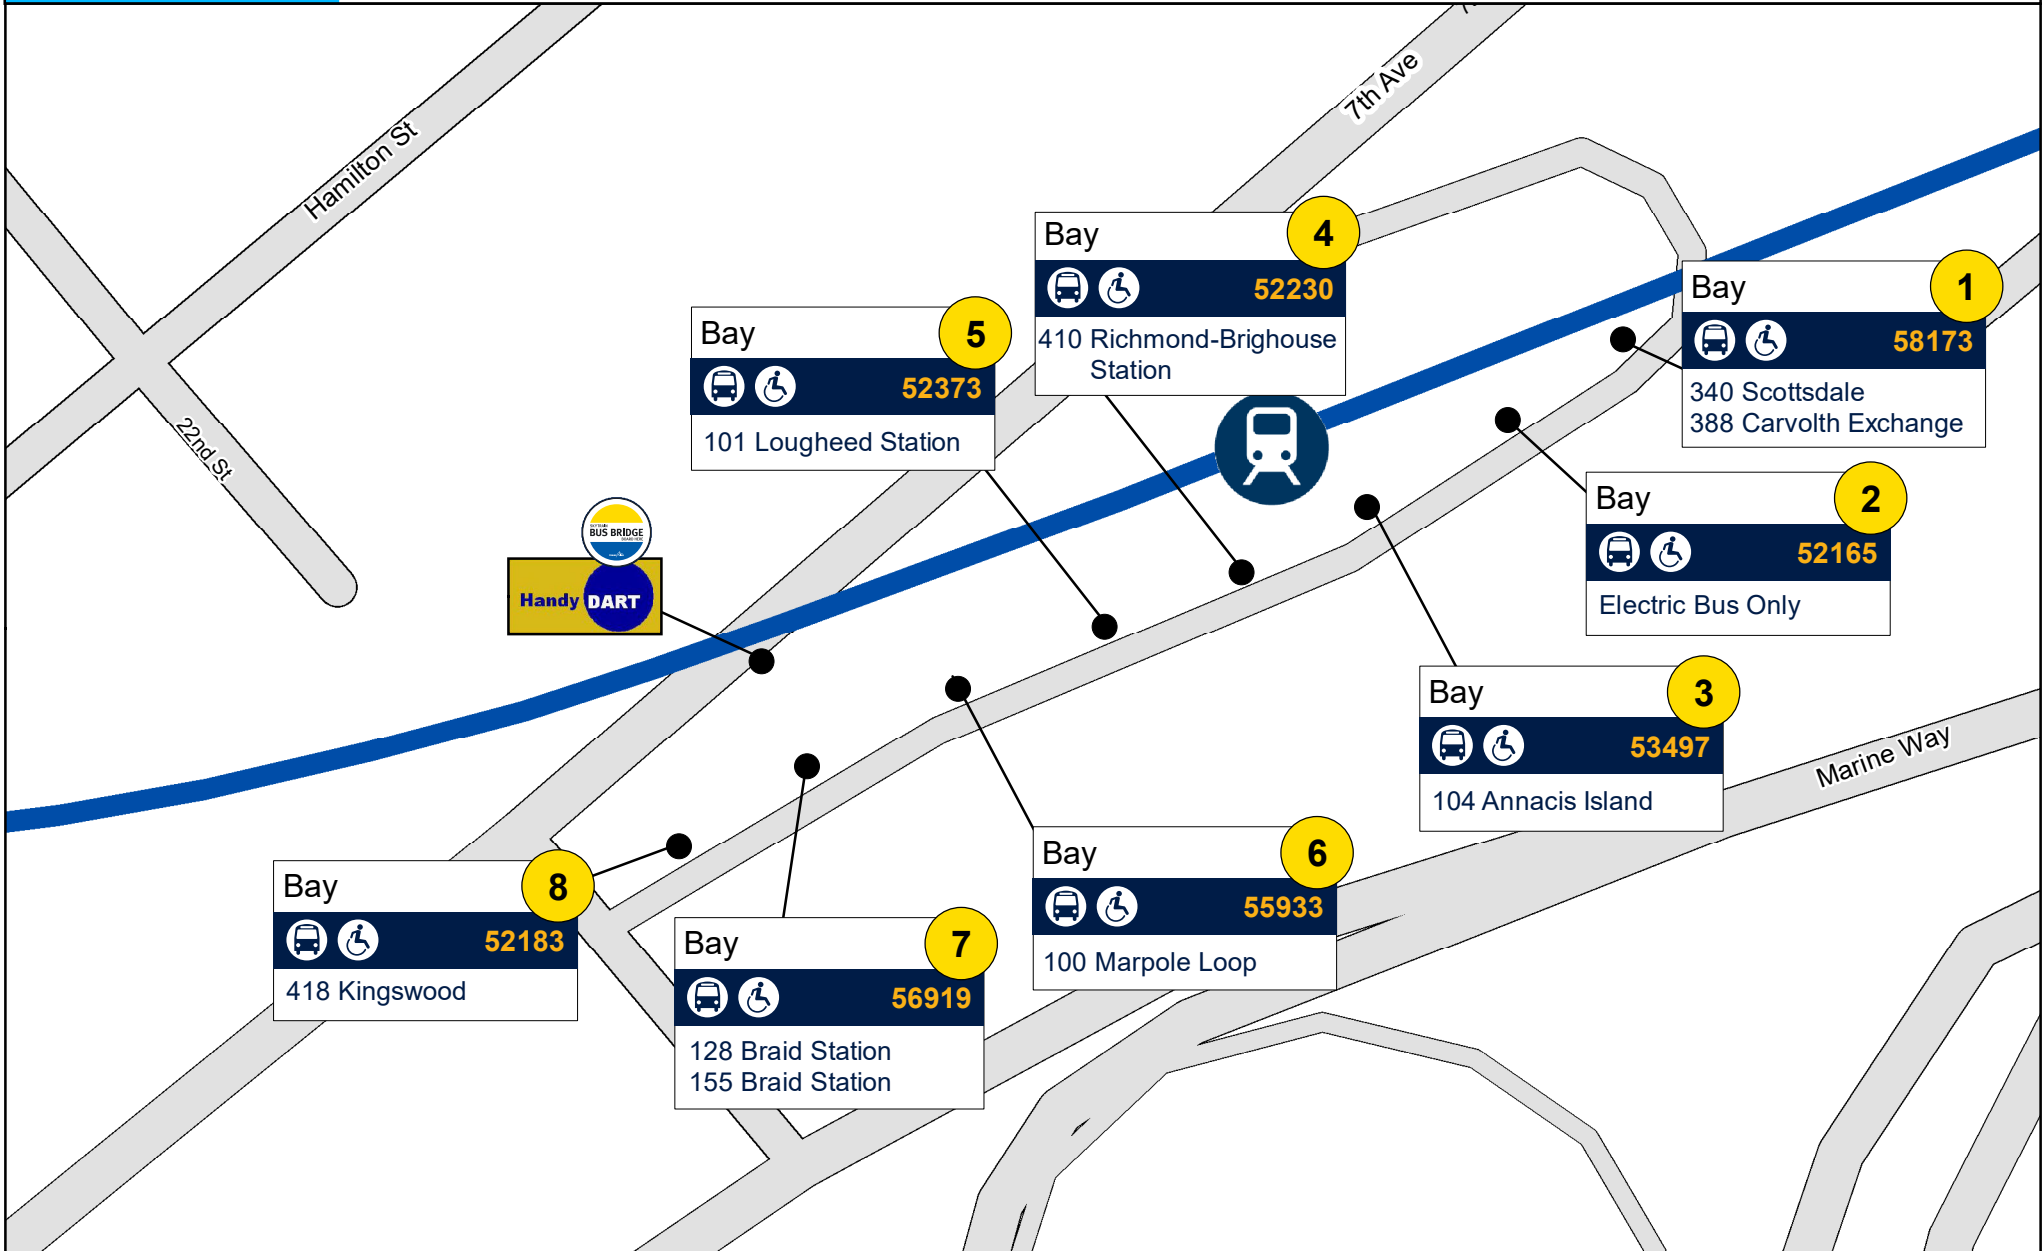 7th Ave
Hamilton St
22nd St
Bay 4
52230
410 Richmond-Brighouse
Station
Bay 1
58173
340 Scottsdale
388 Carvolth Exchange
Bay 5
52373
101 Lougheed Station
Bay 2
52165
Electric Bus Only
BUS BRIDGE
Handy DART
Bay 3
53497
104 Annacis Island
Marine Way
Bay 6
55933
100 Marpole Loop
Bay 8
52183
418 Kingswood
Bay 7
56919
128 Braid Station
155 Braid Station